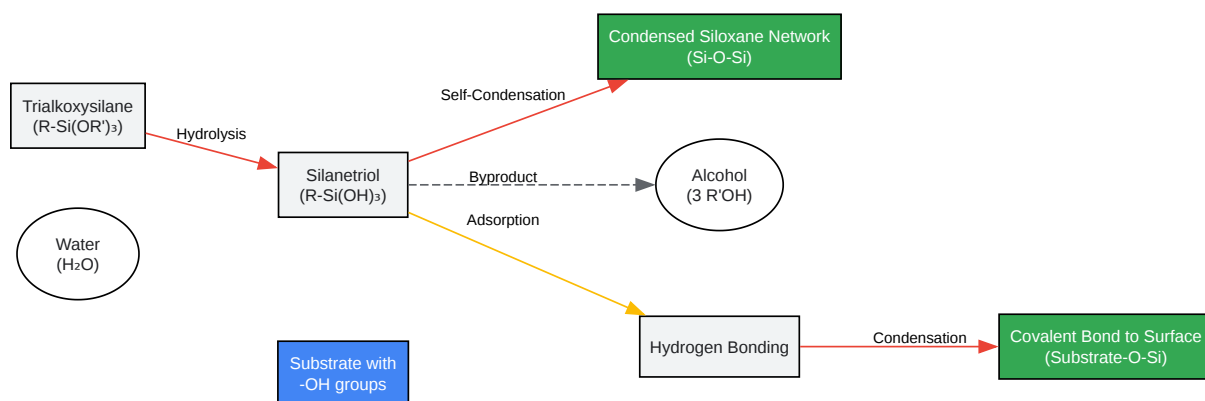 Condensed Siloxane Network
(Si-O-Si)
Trialkoxysilane
(R-Si(OR')₃)
Self-Condensation
Hydrolysis
Silanetriol
(R-Si(OH)₃)
Byproduct
Alcohol
(3 R'OH)
Adsorption
Water
(H₂O)
Hydrogen Bonding
Condensation
Covalent Bond to Surface
(Substrate-O-Si)
Substrate with
-OH groups